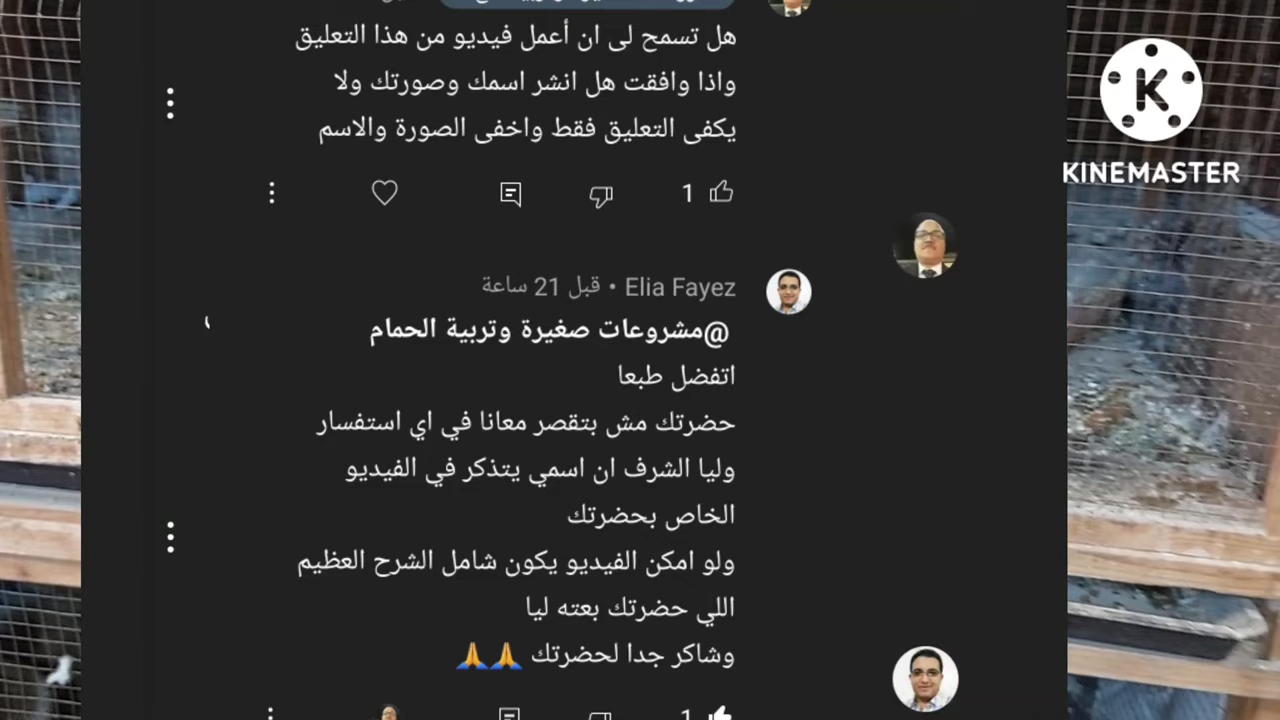 هل تسمح لى ان أعمل فيديو من هذا التعليق
واذا وافقت هل انشر اسمك وصورتك ولا
يكفى التعليق فقط واخفى الصورة والاسم
1
KINEMASTER
Elia Fayez • قبل 21 ساعة
@مشروعات صغيرة وتربية الحمام
اتفضل طبعا
حضرتك مش بتقصر معانا في اي استفسار
وليا الشرف ان اسمي يتذكر في الفيديو
الخاص بحضرتك
ولو امكن الفيديو يكون شامل الشرح العظيم
اللي حضرتك بعته ليا
وشاكر جدا لحضرتك 🙏🙏
1